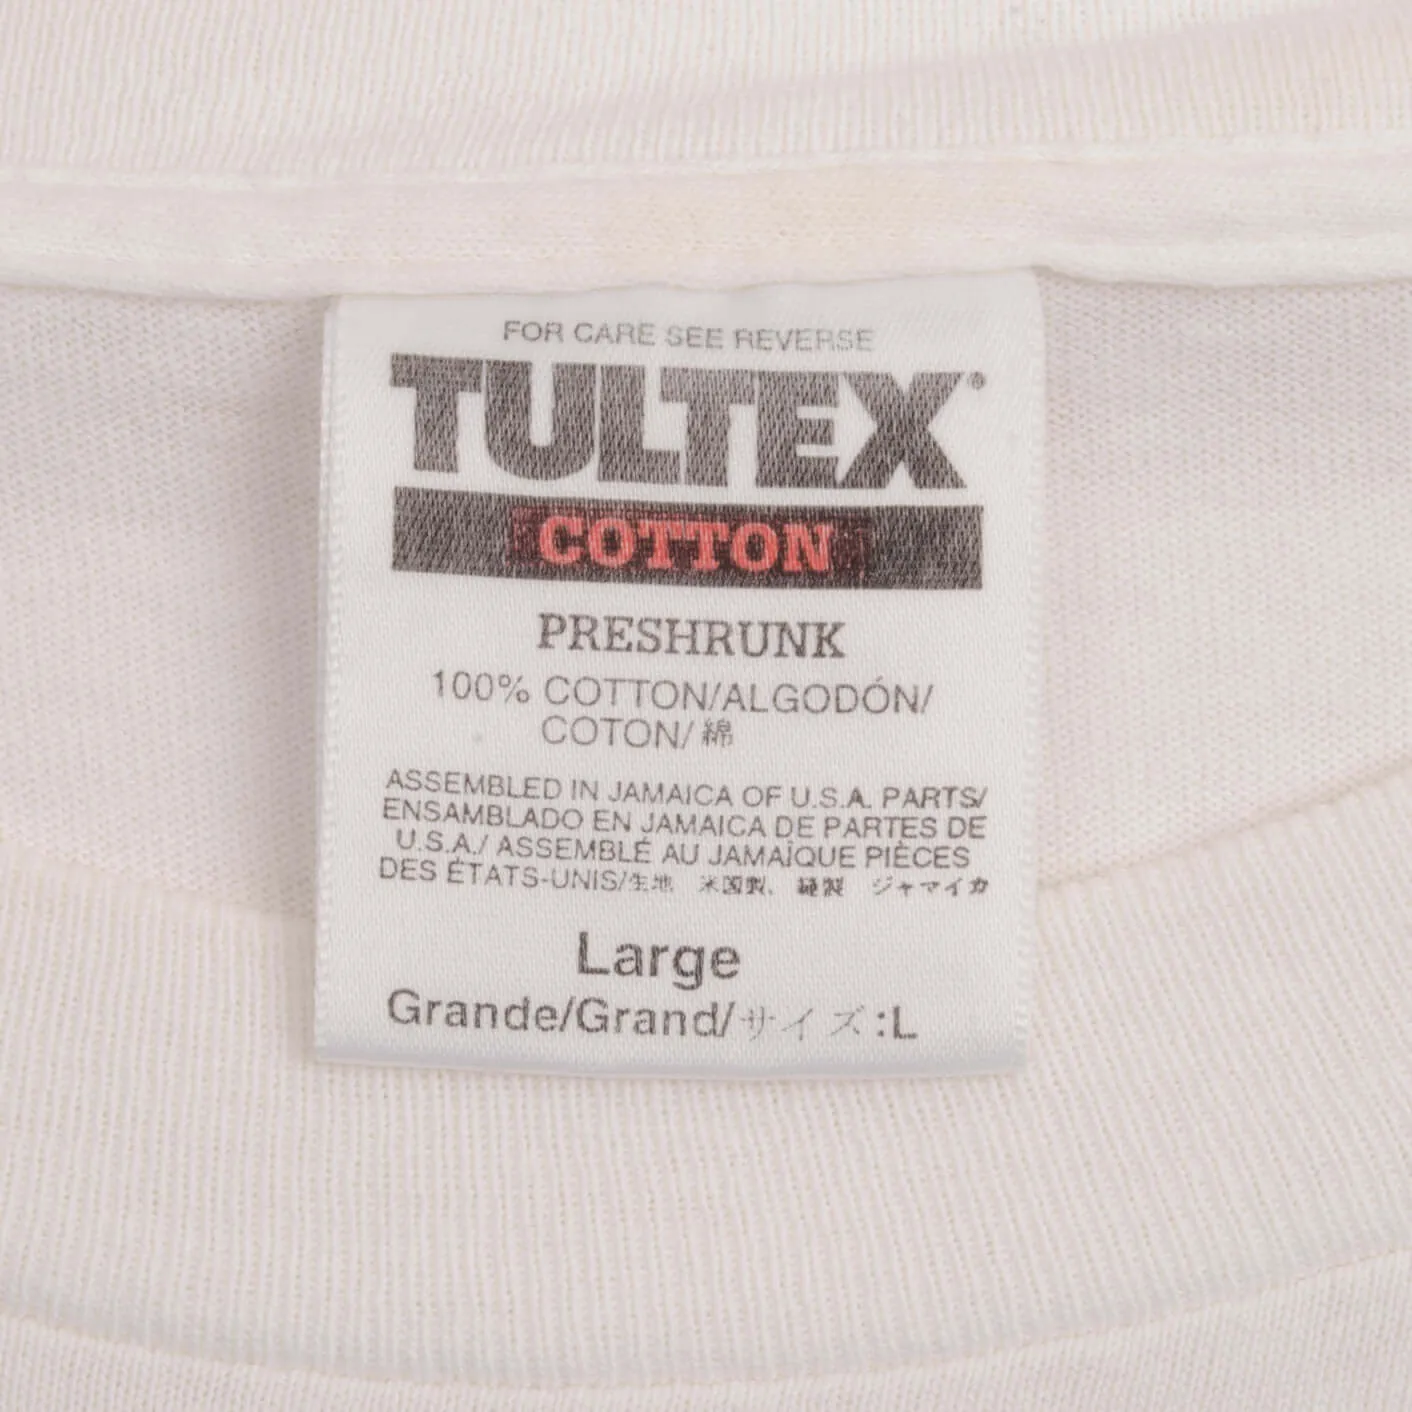 FOR CARE SEE REVERSE
TULTEX®
COTTON
PRESHRUNK
100% COTTON/ALGODÓN/
COTON/綿
ASSEMBLED IN JAMAICA OF U.S.A. PARTS/
ENSAMBLADO EN JAMAICA DE PARTES DE
U.S.A./ ASSEMBLÉ AU JAMAÏQUE PIÈCES
DES ÉTATS-UNIS/生地 米国製、縫製 ジャマイカ
Large
Grande/Grand/サイズ:L